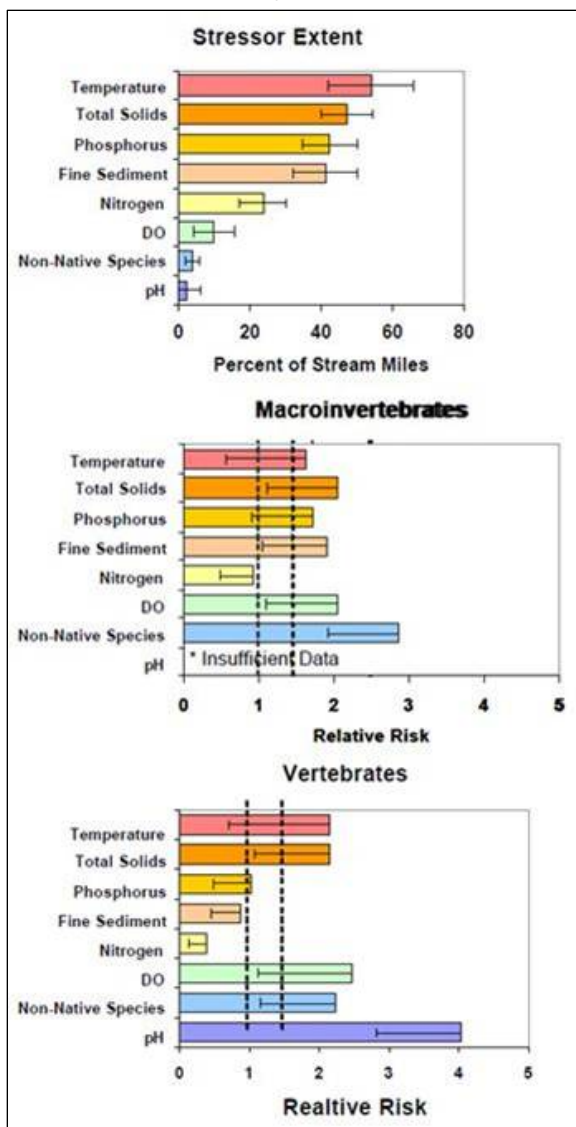 Stressor Extent
Temperature
Total Solids
Phosphorus
Fine Sediment
Nitrogen
DO
Non-Native Species
pH
0 20 40 60 80
Percent of Stream Miles
Macroinvertebrates
Temperature
Total Solids
Phosphorus
Fine Sediment
Nitrogen
DO
Non-Native Species
* Insufficient Data
pH
0 1 2 3 4 5
Relative Risk
Vertebrates
Temperature
Total Solids
Phosphorus
Fine Sediment
Nitrogen
DO
Non-Native Species
pH
0 1 2 3 4 5
Realtive Risk